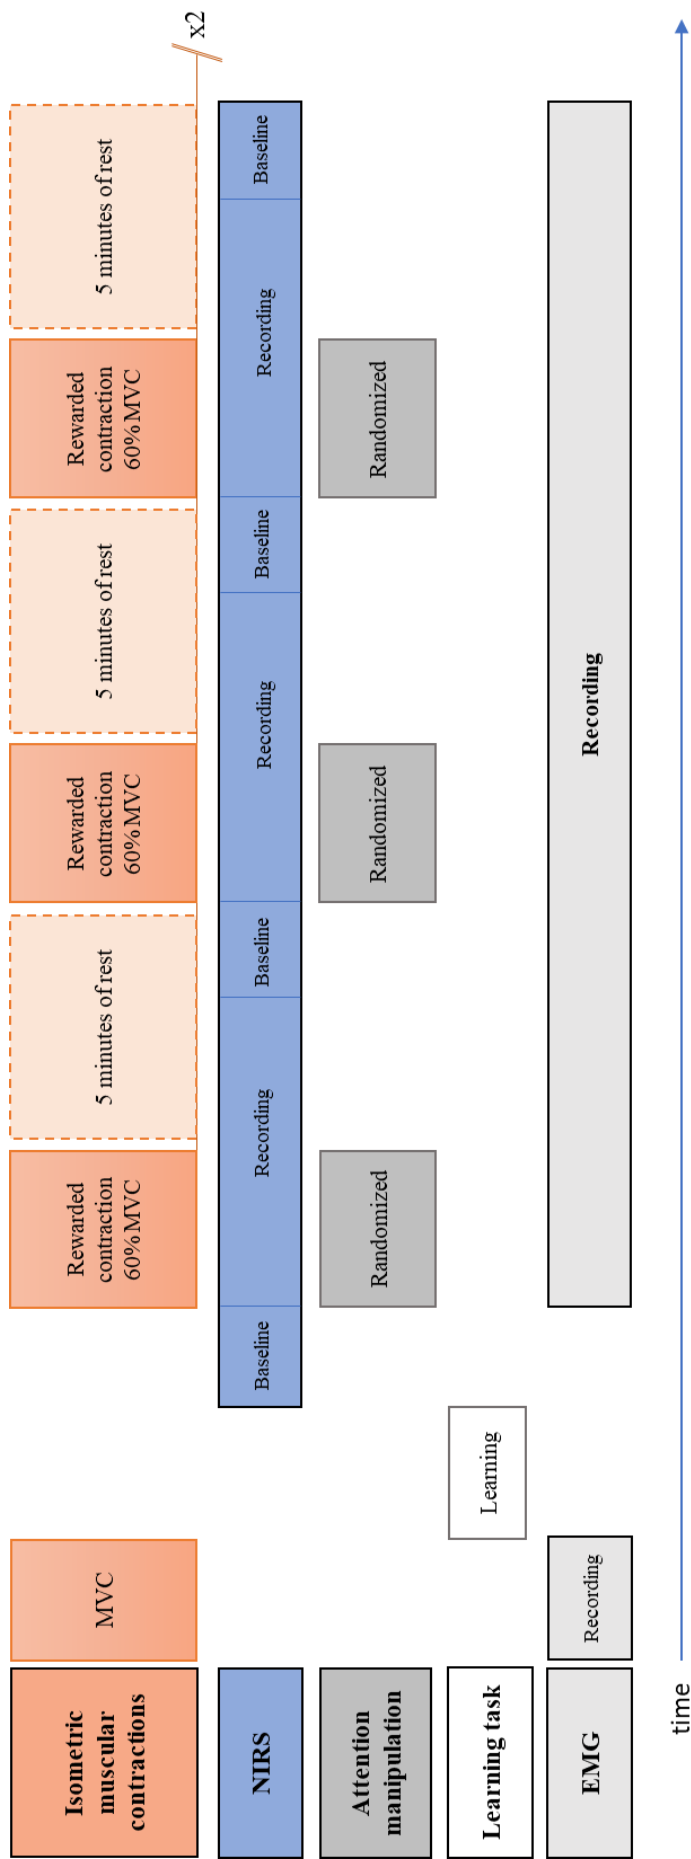 Isometric
muscular
contractions
MVC
Rewarded
contraction
60%MVC
5 minutes of rest
Rewarded
contraction
60%MVC
5 minutes of rest
Rewarded
contraction
60%MVC
5 minutes of rest
x2
NIRS
Baseline
Recording
Baseline
Recording
Baseline
Recording
Baseline
Attention
manipulation
Randomized
Randomized
Randomized
Learning task
Learning
EMG
Recording
Recording
time